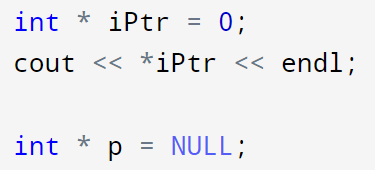 int * iPtr = 0;
cout << *iPtr << endl;
int * p = NULL;